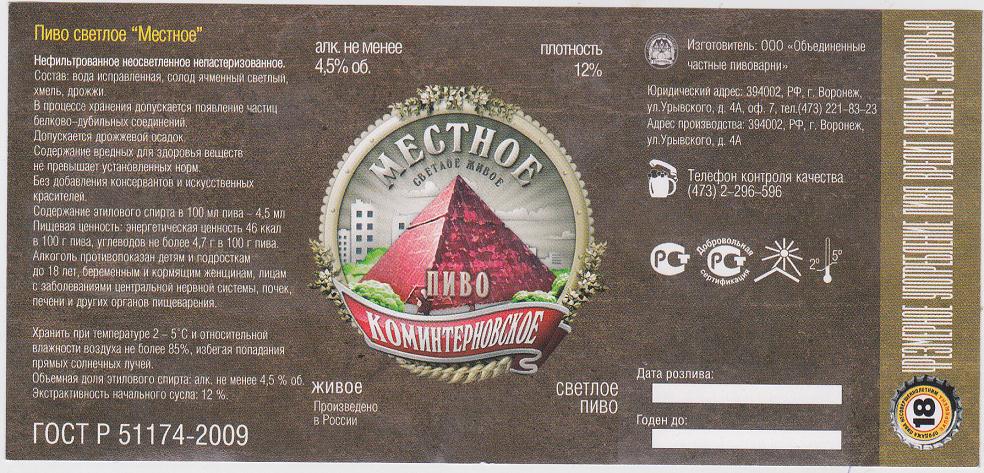 Пиво светлое "Местное"
Нефильтрованное неосветленное непастеризованное.
Состав: вода исправленная, солод ячменный светлый,
хмель, дрожжи.
В процессе хранения допускается появление частиц
белково-дубильных соединений.
Допускается дрожжевой осадок.
Содержание вредных для здоровья веществ
не превышает установленных норм.
Без добавления консервантов и искусственных
красителей.
Содержание этилового спирта в 100 мл пива - 4,5 мл
Пищевая ценность: энергетическая ценность 46 ккал
в 100 г пива, углеводов не более 4,7 г в 100 г пива.
Алкоголь противопоказан детям и подросткам
до 18 лет, беременным и кормящим женщинам, лицам
с заболеваниями центральной нервной системы, почек,
печени и других органов пищеварения.
Хранить при температуре 2 – 5°С и относительной
влажности воздуха не более 85%, избегая попадания
прямых солнечных лучей.
Объемная доля этилового спирта: алк. не менее 4,5 % об.
Экстрактивность начального сусла: 12 %.
ГОСТ Р 51174-2009
алк. не менее
4,5% об.
плотность
12%
МЕСТНОЕ
СВЕТЛОЕ ЖИВОЕ
ПИВО
КОМИНТЕРНОВСКОЕ
живое
Произведено
в России
светлое
пиво
Изготовитель: ООО «Объединенные
частные пивоварни»
Юридический адрес: 394002, РФ, г. Воронеж,
ул.Урывского, д. 4А, оф. 7, тел.(473) 221-83-23
Адрес производства: 394002, РФ, г. Воронеж,
ул.Урывского, д. 4А
Телефон контроля качества
(473) 2-296-596
РСТ
Добровольная
РСТ
сертификация
2° 5°
Дата розлива:
Годен до:
ЧРЕЗМЕРНОЕ УПОТРЕБЛЕНИЕ ПИВА ВРЕДИТ ВАШЕМУ ЗДОРОВЬЮ
18